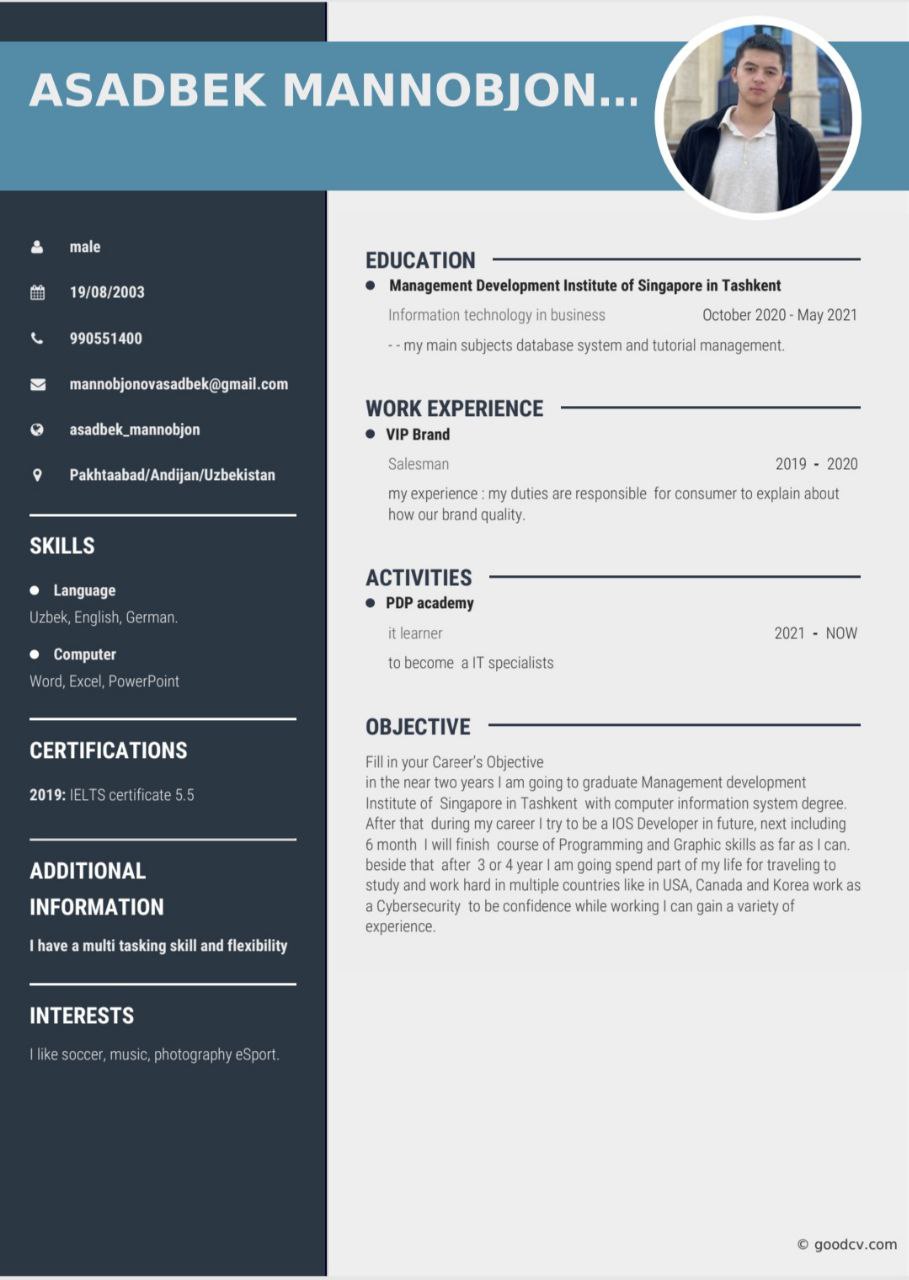 ASADBEK MANNOBJON...
male
19/08/2003
990551400
mannobjonovasadbek@gmail.com
asadbek_mannobjon
Pakhtaabad/Andijan/Uzbekistan
SKILLS
Language
Uzbek, English, German.
Computer
Word, Excel, PowerPoint
CERTIFICATIONS
2019: IELTS certificate 5.5
ADDITIONAL
INFORMATION
I have a multi tasking skill and flexibility
INTERESTS
I like soccer, music, photography eSport.
EDUCATION
Management Development Institute of Singapore in Tashkent
Information technology in business October 2020 - May 2021
- - my main subjects database system and tutorial management.
WORK EXPERIENCE
VIP Brand
Salesman 2019 - 2020
my experience : my duties are responsible  for consumer to explain about
how our brand quality.
ACTIVITIES
PDP academy
it learner 2021 - NOW
to become  a IT specialists
OBJECTIVE
Fill in your Career's Objective
in the near two years I am going to graduate Management development
Institute of  Singapore in Tashkent  with computer information system degree.
After that  during my career I try to be a IOS Developer in future, next including
6 month  I will finish  course of Programming and Graphic skills as far as I can.
beside that  after  3 or 4 year I am going spend part of my life for traveling to
study and work hard in multiple countries like in USA, Canada and Korea work as
a Cybersecurity  to be confidence while working I can gain a variety of
experience.
© goodcv.com